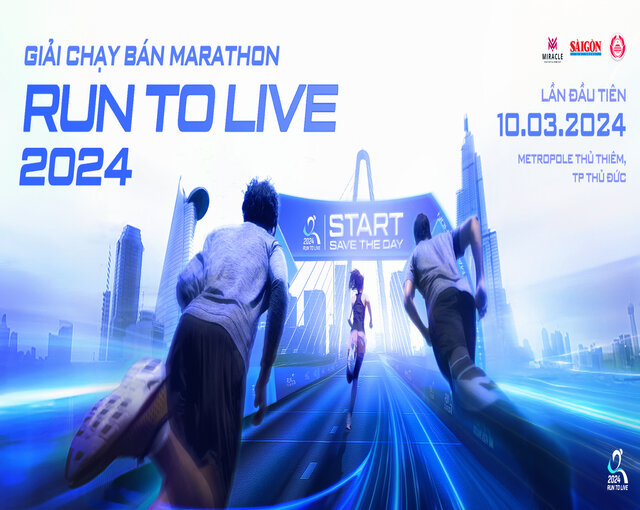 GIẢI CHẠY BÁN MARATHON
RUN TO LIVE
2024
MIRACLE
SÀIGÒN
LẦN ĐẦU TIÊN
10.03.2024
METROPOLE THỦ THIÊM,
TP THỦ ĐỨC
2024
RUN TO LIVE
START
SAVE THE DAY
2024
RUN TO LIVE